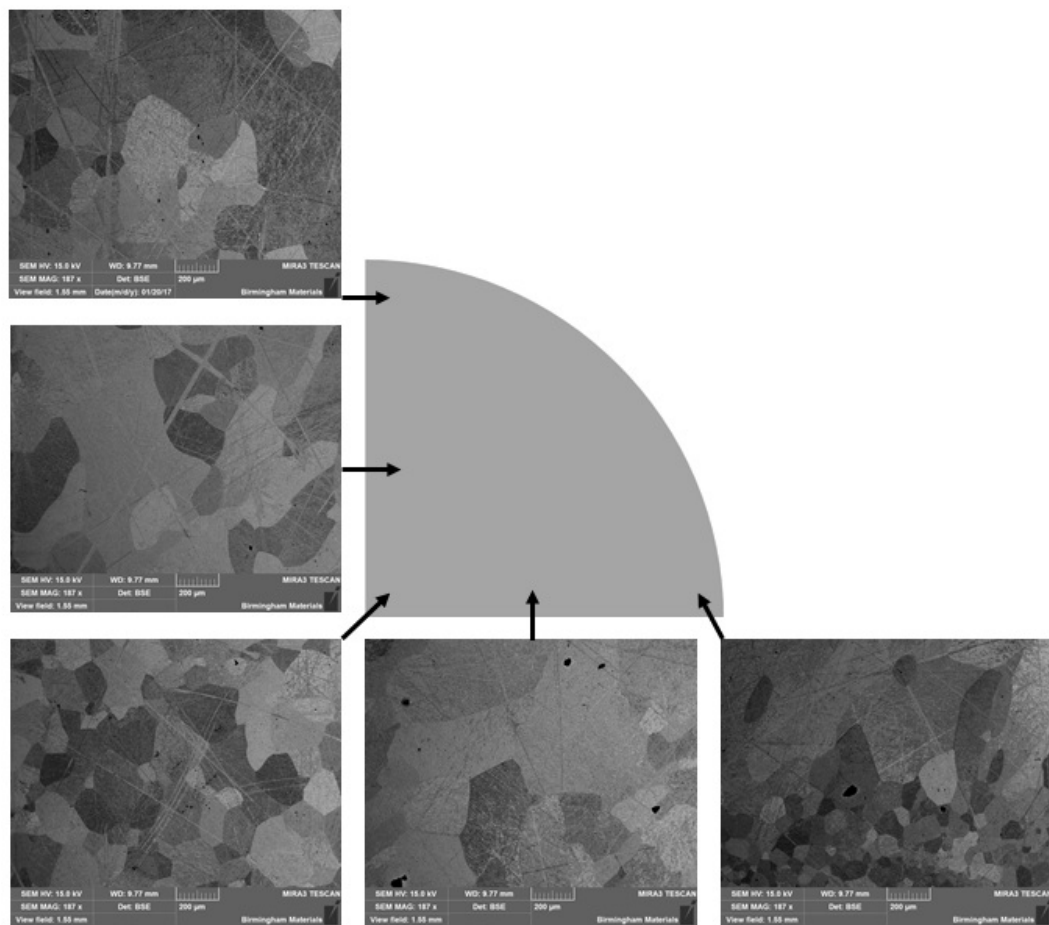 SEM HV: 15.0 kV WD: 9.77 mm MIRA3 TESCAN
SEM MAG: 187 x Det: BSE 200 µm
View field: 1.55 mm Date(m/d/y): 01/20/17 Birmingham Materials
SEM HV: 15.0 kV WD: 9.77 mm MIRA3 TESCAN
SEM MAG: 187 x Det: BSE 200 µm
View field: 1.55 mm Birmingham Materials
SEM HV: 15.0 kV WD: 9.77 mm MIRA3 TESCAN
SEM MAG: 187 x Det: BSE 200 µm
View field: 1.55 mm Birmingham Materials
SEM HV: 15.0 kV WD: 9.77 mm MIRA3 TESCAN
SEM MAG: 187 x Det: BSE 200 µm
View field: 1.55 mm Birmingham Materials
SEM HV: 15.0 kV WD: 9.77 mm MIRA3 TESCAN
SEM MAG: 187 x Det: BSE 200 µm
View field: 1.55 mm Birmingham Materials